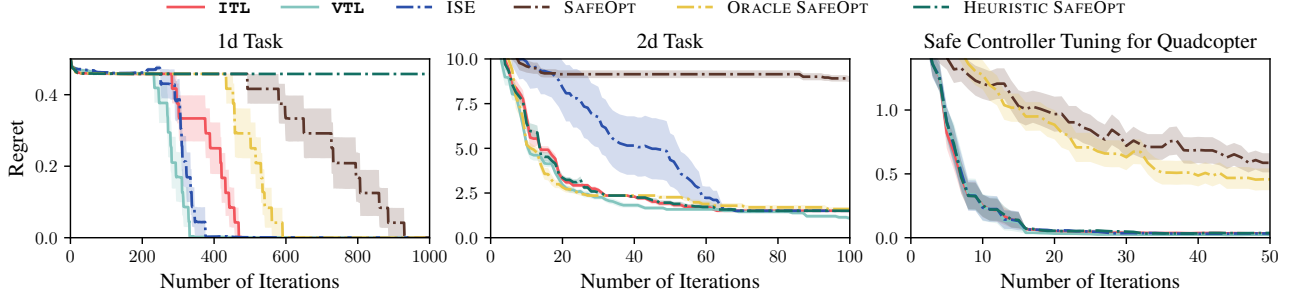 ITL VTL ISE SAFEOPT ORACLE SAFEOPT HEURISTIC SAFEOPT
1d Task 2d Task Safe Controller Tuning for Quadcopter
Regret
0.4
0.2
0.0
0 200 400 600 800 1000
Number of Iterations
10.0
7.5
5.0
2.5
0.0
0 20 40 60 80 100
Number of Iterations
1.0
0.5
0.0
0 10 20 30 40 50
Number of Iterations